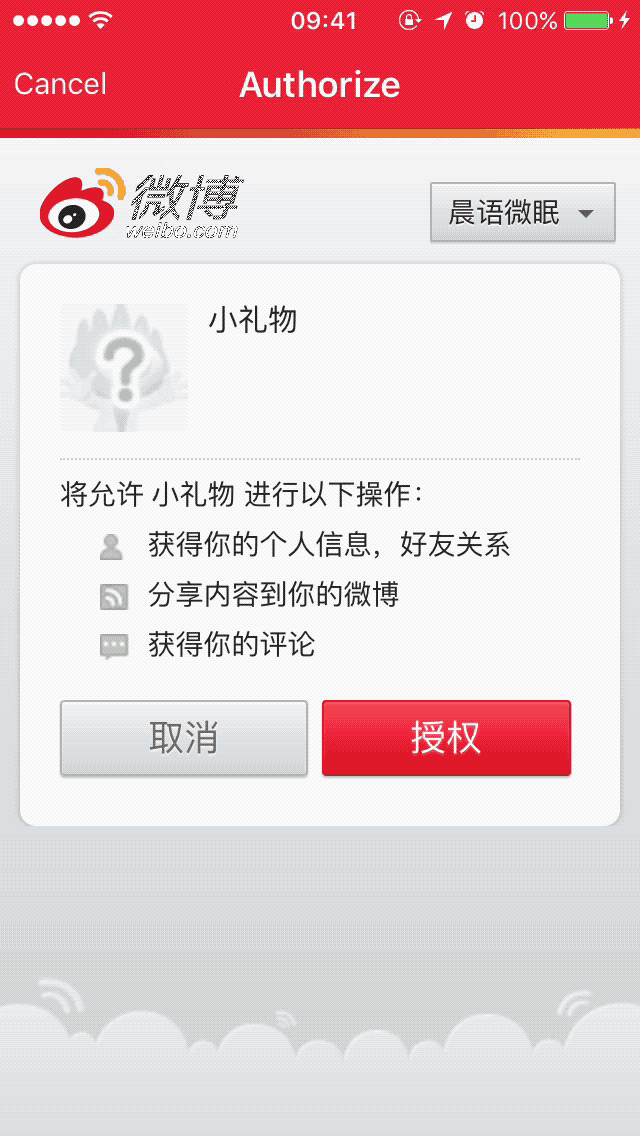 09:41
100%
Cancel
Authorize
微博
weibo.com
晨语微眠
小礼物
?
将允许 小礼物 进行以下操作：
获得你的个人信息，好友关系
分享内容到你的微博
获得你的评论
取消
授权